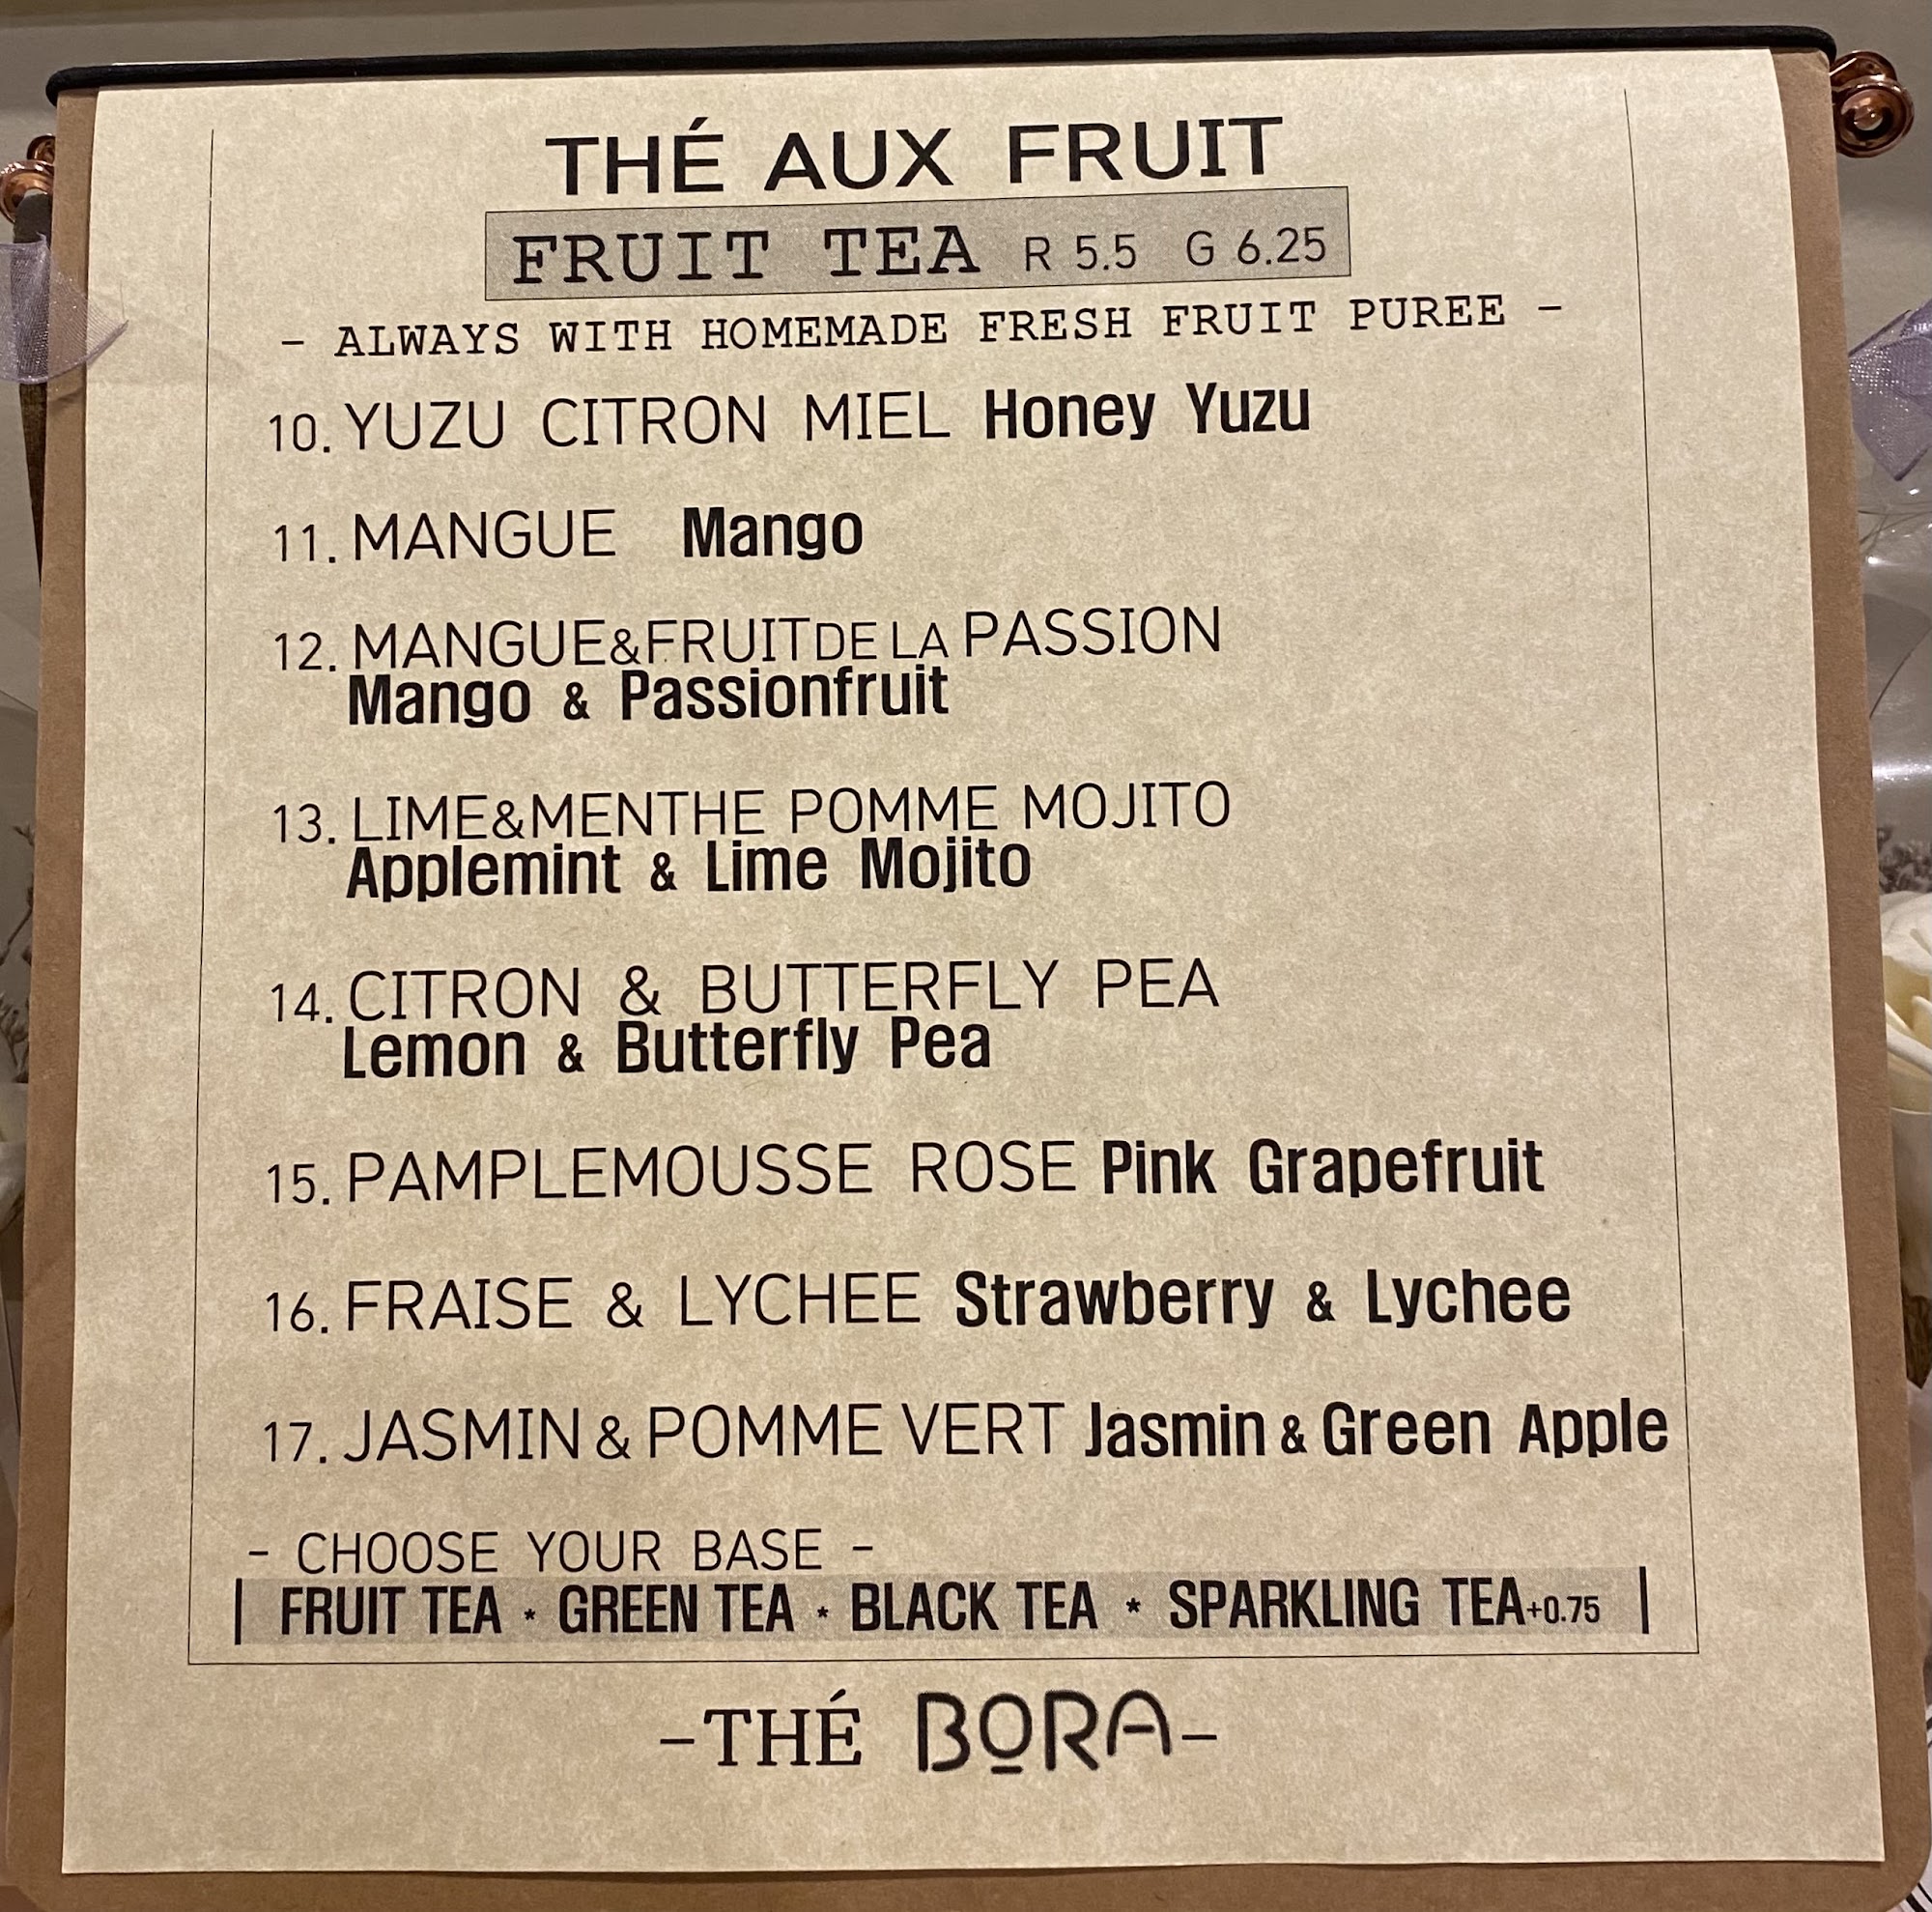 THÉ AUX FRUIT
FRUIT TEA R 5.5 G 6.25
- ALWAYS WITH HOMEMADE FRESH FRUIT PUREE -
10. YUZU CITRON MIEL Honey Yuzu
11. MANGUE Mango
12. MANGUE&FRUIT DE LA PASSION
Mango & Passionfruit
13. LIME&MENTHE POMME MOJITO
Applemint & Lime Mojito
14. CITRON & BUTTERFLY PEA
Lemon & Butterfly Pea
15. PAMPLEMOUSSE ROSE Pink Grapefruit
16. FRAISE & LYCHEE Strawberry & Lychee
17. JASMIN & POMME VERT Jasmin & Green Apple
- CHOOSE YOUR BASE -
| FRUIT TEA * GREEN TEA * BLACK TEA * SPARKLING TEA+0.75 |
-THÉ BORA-